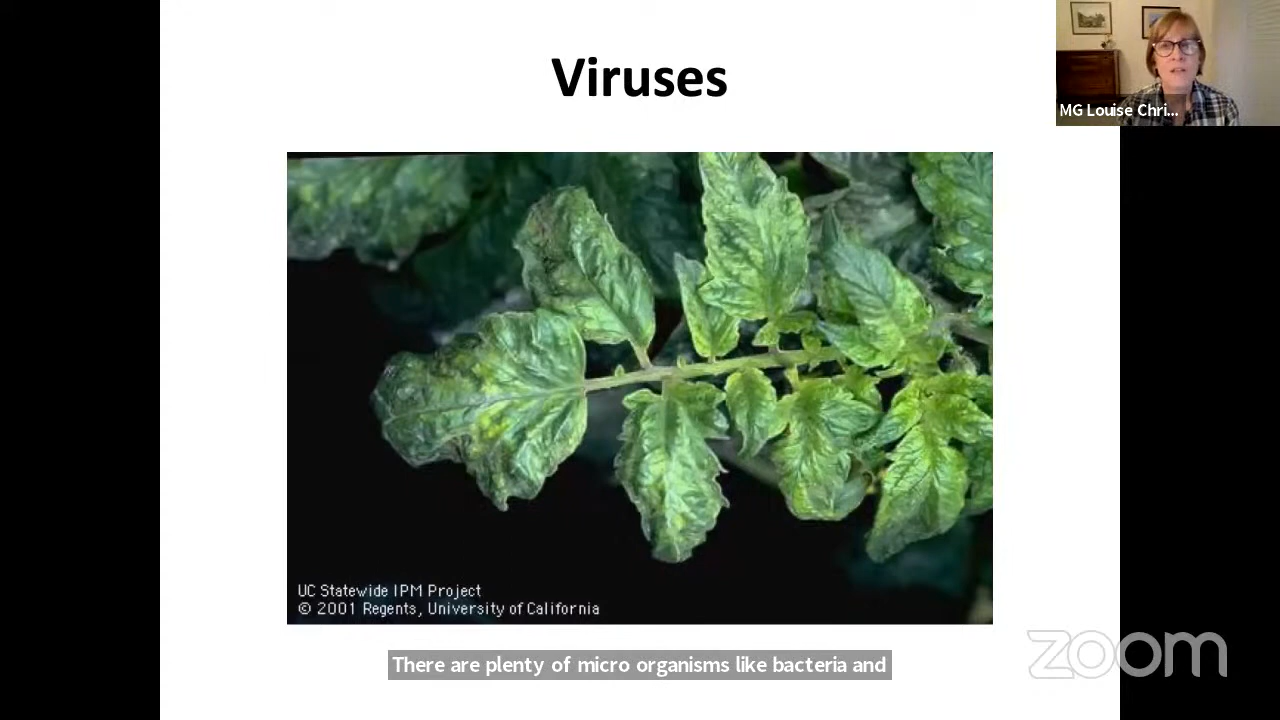 Viruses
MG Louise Chri...
UC Statewide IPM Project
© 2001 Regents, University of California
There are plenty of micro organisms like bacteria and
zoom